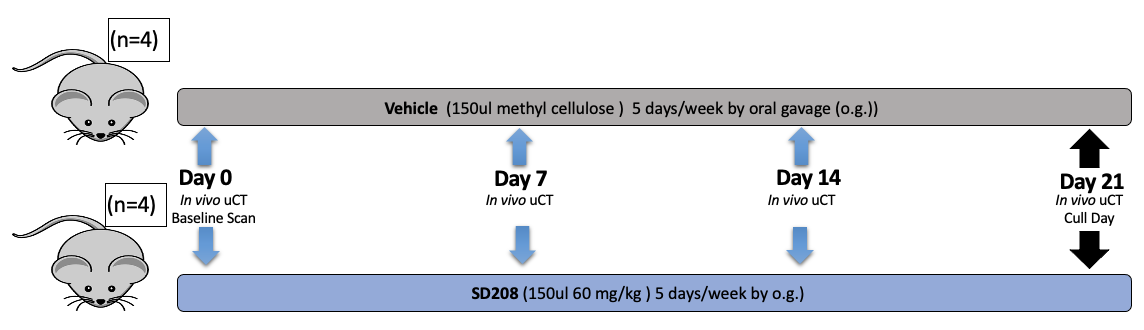 (n=4)
Vehicle (150ul methyl cellulose ) 5 days/week by oral gavage (o.g.))
Day 0
In vivo uCT
Baseline Scan
Day 7
In vivo uCT
Day 14
In vivo uCT
Day 21
In vivo uCT
Cull Day
(n=4)
SD208 (150ul 60 mg/kg ) 5 days/week by o.g.)